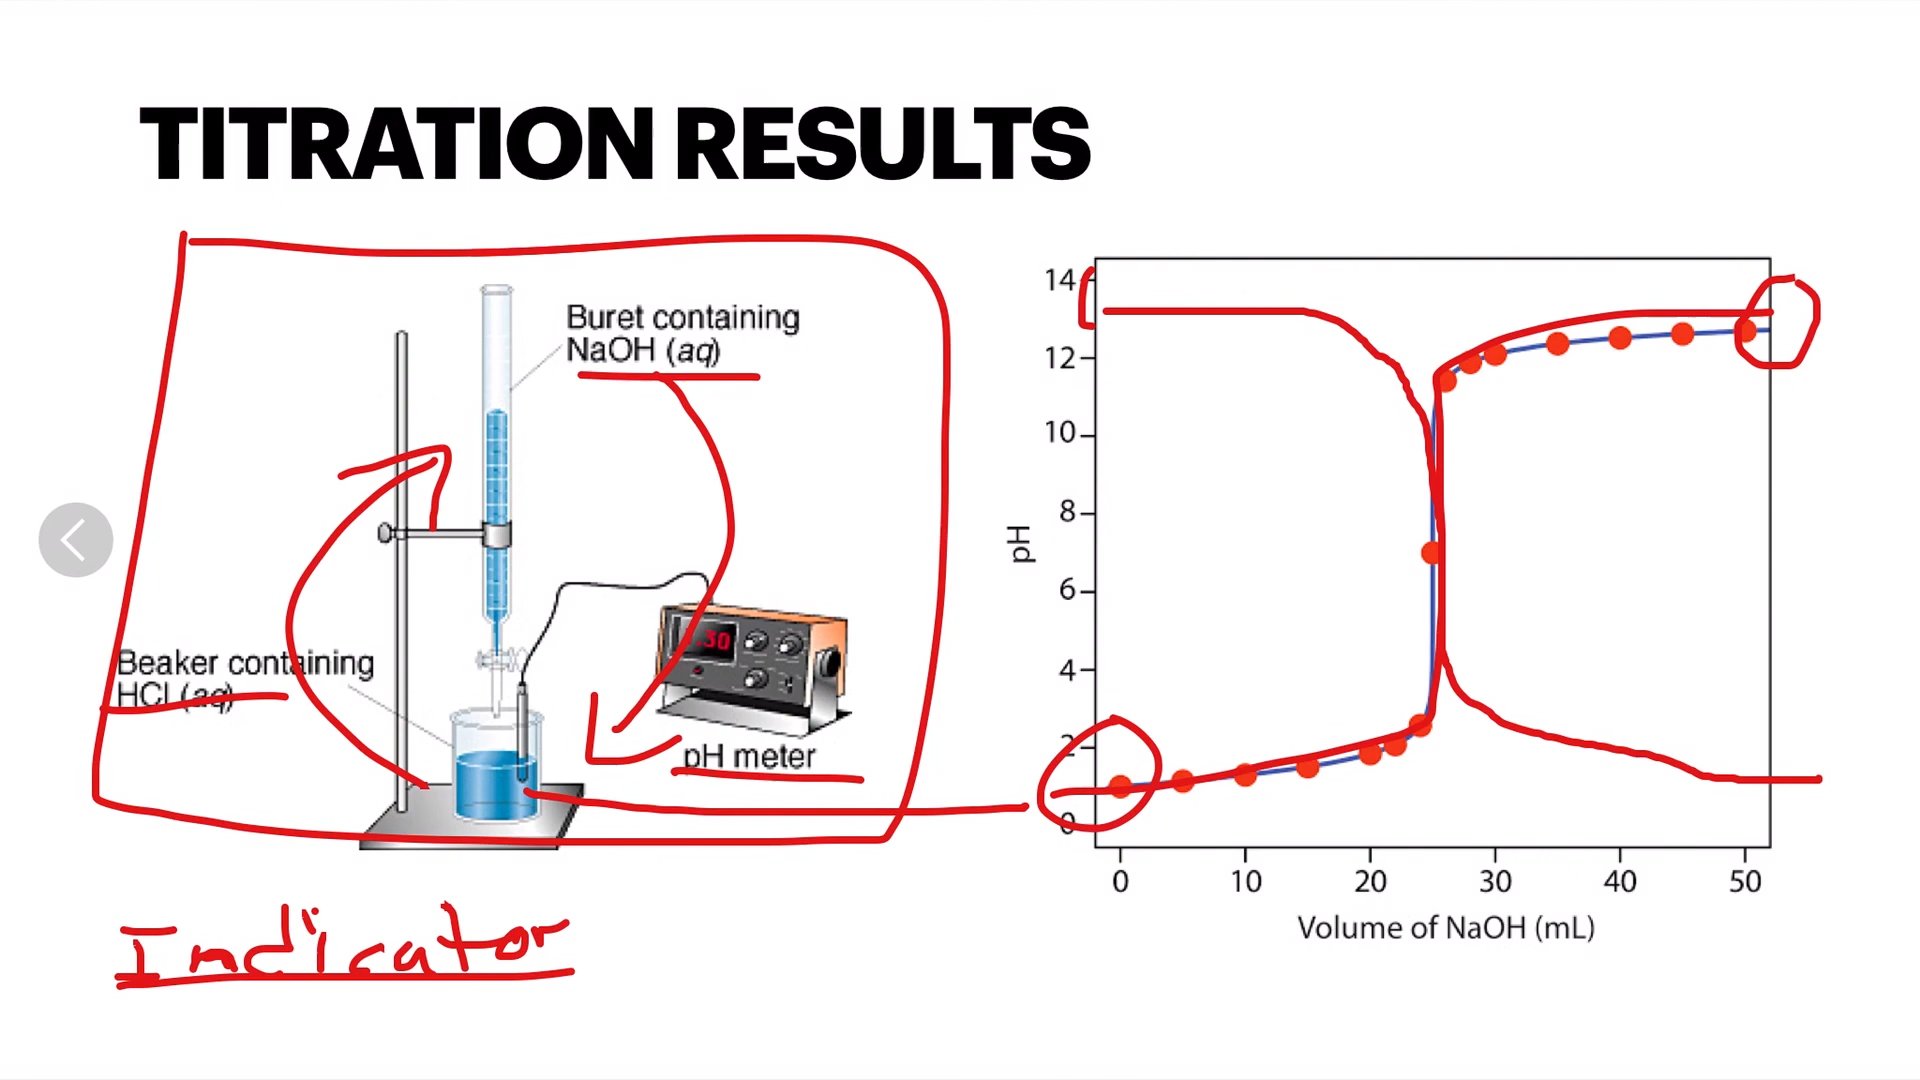 TITRATION RESULTS
Buret containing
NaOH (aq)
Beaker containing
HCl (aq)
.30
pH meter
Indicator
14
12
10
8
6
4
2
0
pH
0 10 20 30 40 50
Volume of NaOH (mL)